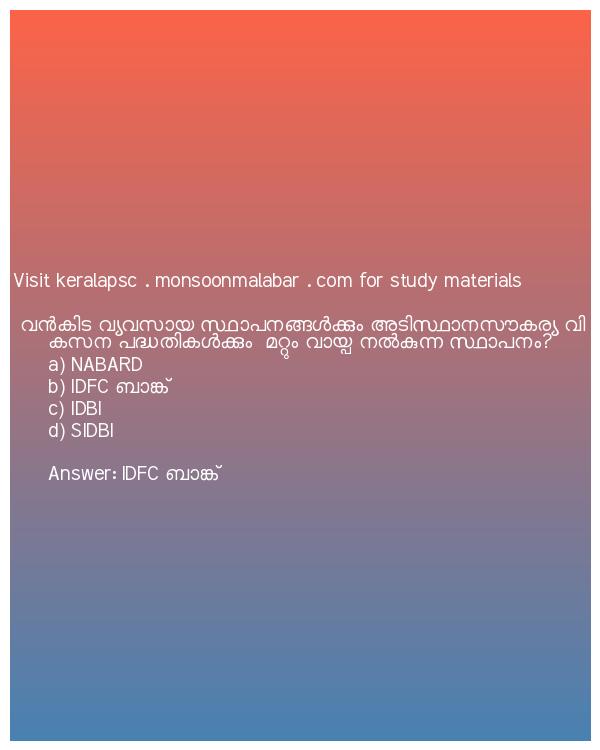 Visit keralapsc . monsoonmalabar . com for study materials
വൻകിട വ്യവസായ സ്ഥാപനങ്ങൾക്കും അടിസ്ഥാനസൗകര്യ വി
കസന പദ്ധതികൾക്കും മറ്റും വായ്പ നൽകുന്ന സ്ഥാപനം?
a) NABARD
b) IDFC ബാങ്ക്
c) IDBI
d) SIDBI
Answer: IDFC ബാങ്ക്